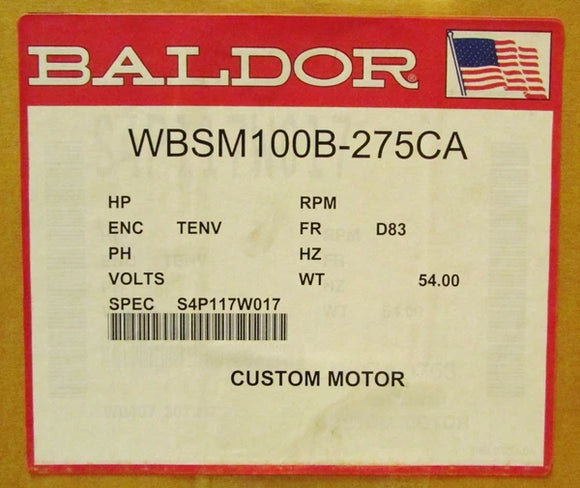 BALDOR®
WBSM100B-275CA
HP RPM
ENC TENV FR D83
PH HZ
VOLTS WT 54.00
SPEC S4P117W017
CUSTOM MOTOR